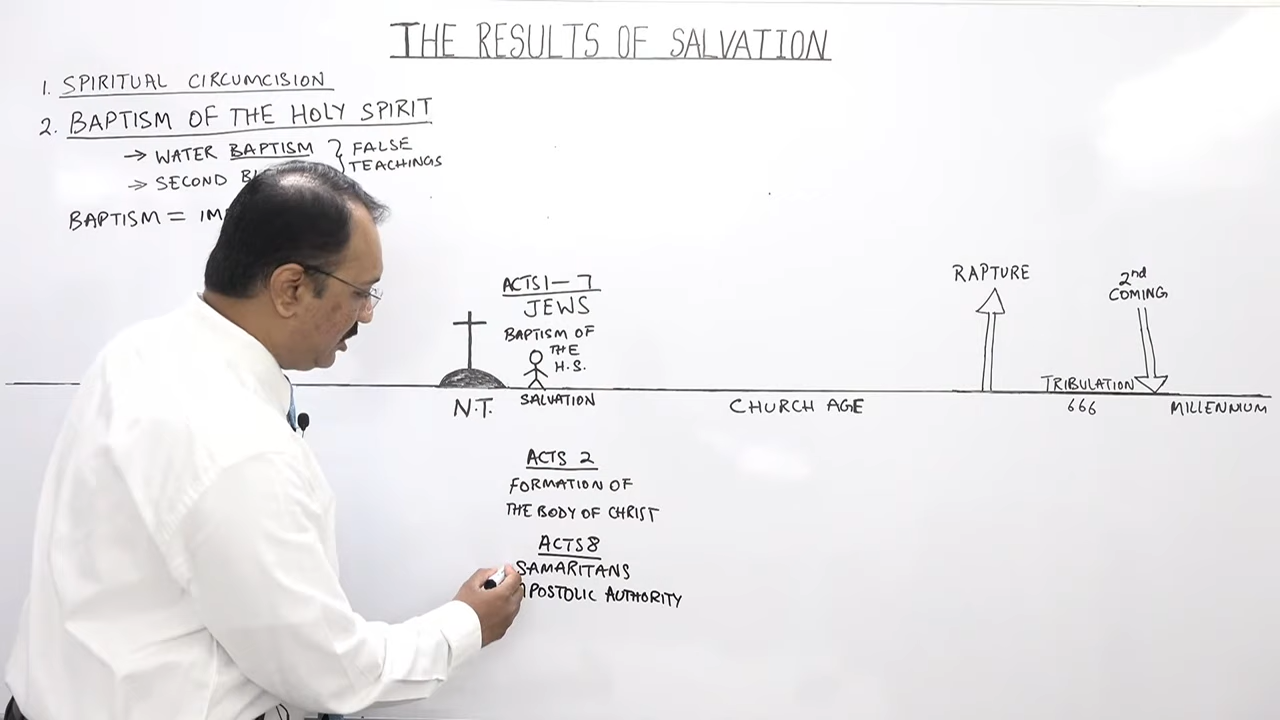 THE RESULTS OF SALVATION
1. SPIRITUAL CIRCUMCISION
2. BAPTISM OF THE HOLY SPIRIT
→ WATER BAPTISM } FALSE
TEACHINGS
→ SECOND
BAPTISM =
ACTS 1-7
JEWS
BAPTISM OF
THE
H.S.
SALVATION
N.T.
CHURCH AGE
RAPTURE
2nd
COMING
TRIBULATION
666
MILLENNIUM
ACTS 2
FORMATION OF
THE BODY OF CHRIST
ACTS 8
SAMARITANS
APOSTOLIC AUTHORITY